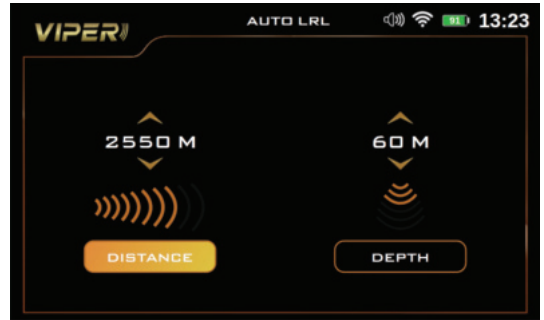 VIPER
AUTO LRL
91
13:23
2550 M
60 M
DISTANCE
DEPTH